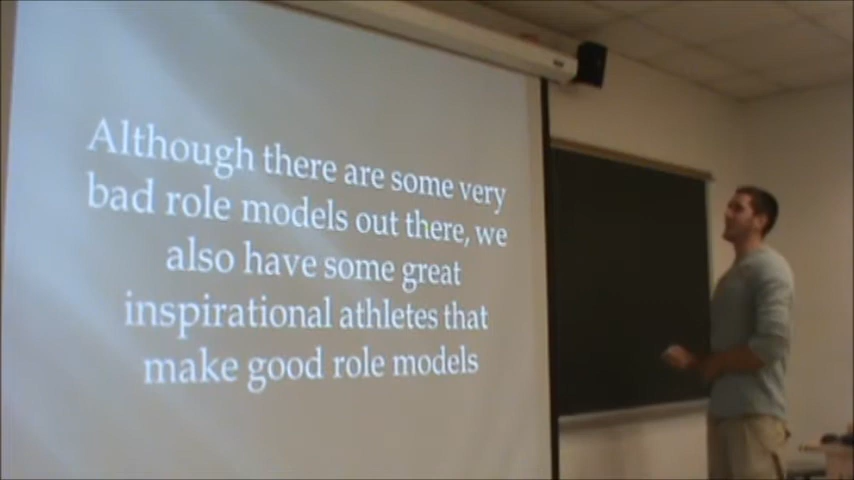 Although there are some very
bad role models out there, we
also have some great
inspirational athletes that
make good role models